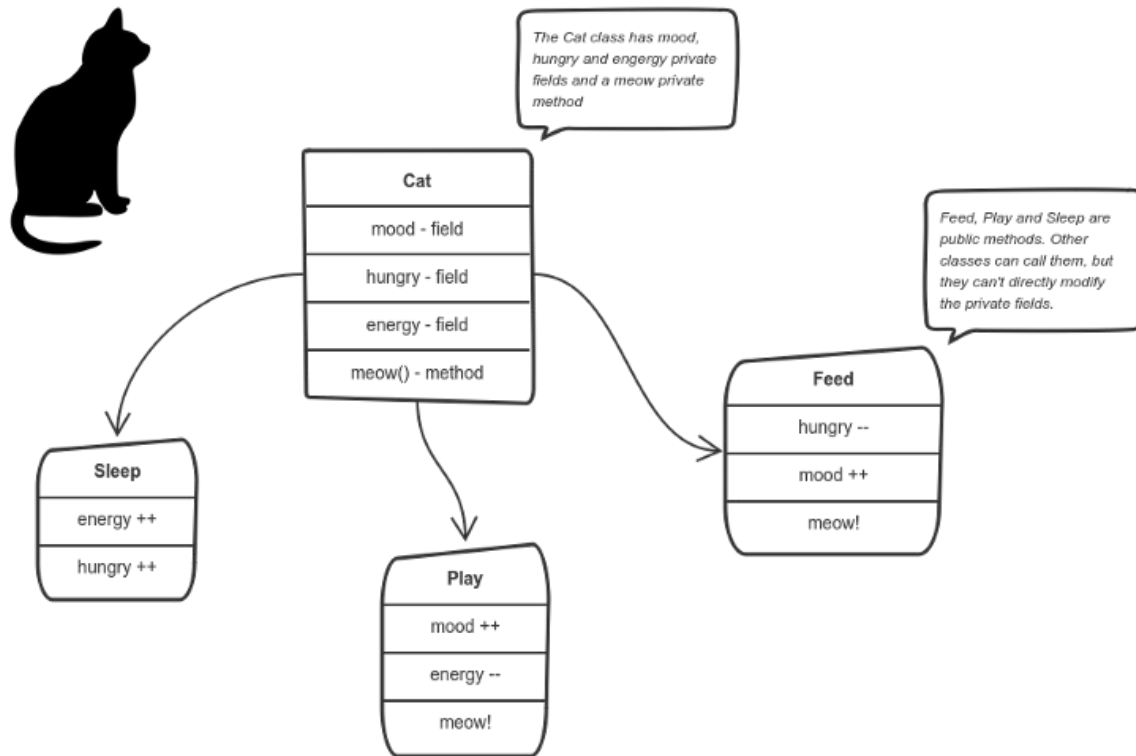 The Cat class has mood,
hungry and engergy private
fields and a meow private
method
Cat
mood - field
hungry - field
energy - field
meow() - method
Feed, Play and Sleep are
public methods. Other
classes can call them, but
they can't directly modify
the private fields.
Feed
hungry --
mood ++
meow!
Sleep
energy ++
hungry ++
Play
mood ++
energy --
meow!